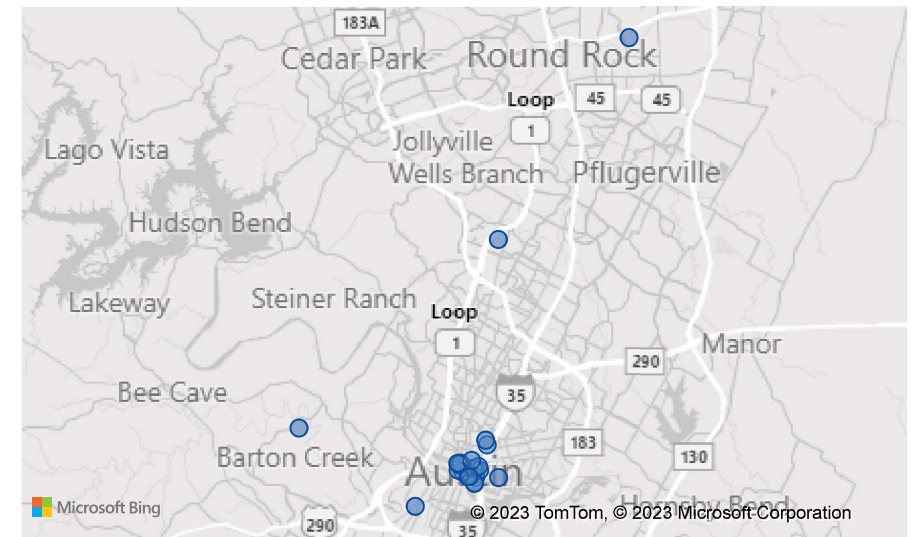 183A
Cedar Park
Round Rock
Loop
45
45
1
Jollyville
Lago Vista
Wells Branch
Pflugerville
Hudson Bend
Lakeway
Steiner Ranch
Loop
1
Manor
290
35
Bee Cave
183
130
Barton Creek
Austin
Hornsby Bend
Microsoft Bing
© 2023 TomTom, © 2023 Microsoft Corporation
290
35